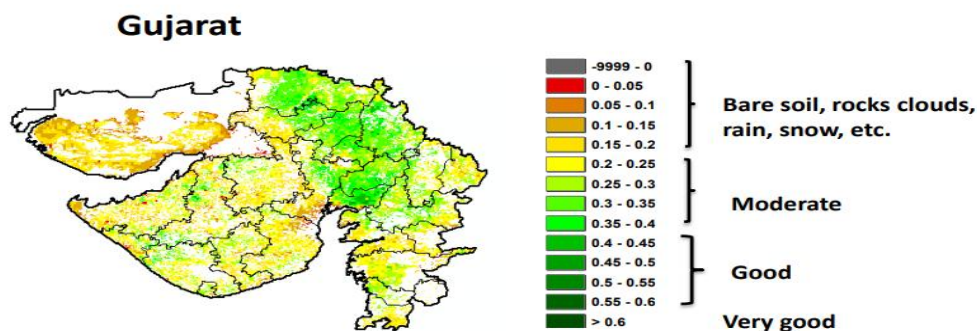 Gujarat
-9999 - 0
0 - 0.05
0.05 - 0.1
0.1 - 0.15
0.15 - 0.2
0.2 - 0.25
0.25 - 0.3
0.3 - 0.35
0.35 - 0.4
0.4 - 0.45
0.45 - 0.5
0.5 - 0.55
0.55 - 0.6
> 0.6
Bare soil, rocks clouds,
rain, snow, etc.
Moderate
Good
Very good